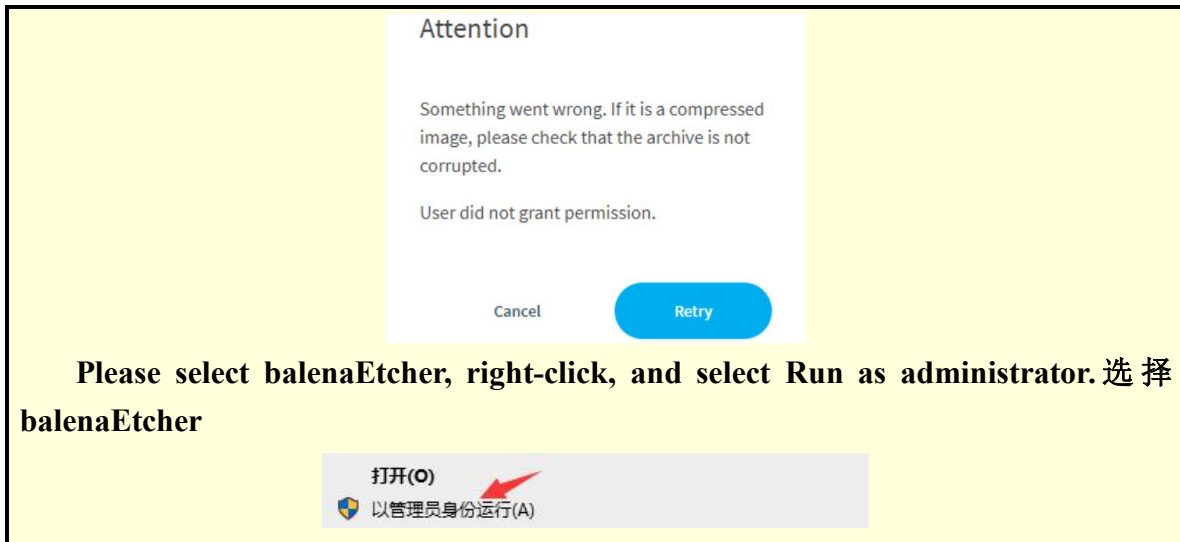 Attention
Something went wrong. If it is a compressed
image, please check that the archive is not
corrupted.
User did not grant permission.
Cancel Retry
Please select balenaEtcher, right-click, and select Run as administrator.选择
balenaEtcher
打开(O)
以管理员身份运行(A)